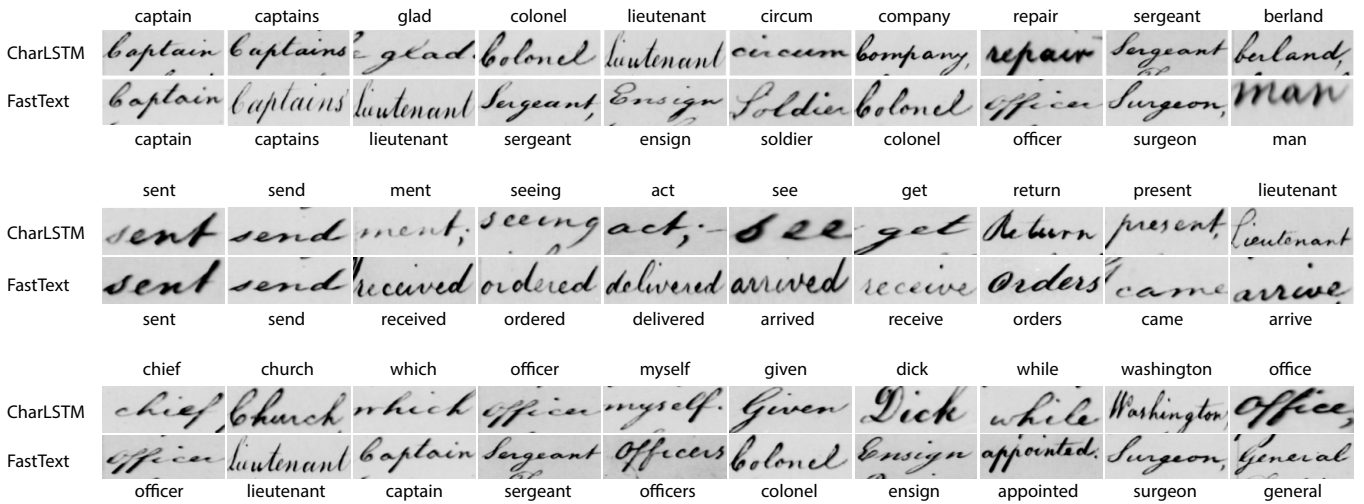 captain captains glad colonel lieutenant circum company repair sergeant berland
CharLSTM Captain Captains glad. Colonel lieutenant circum Company, repair Sergeant berland,
FastText Captain Captains lieutenant Sergeant, Ensign Soldier Colonel officer Surgeon, man
captain captains lieutenant sergeant ensign soldier colonel officer surgeon man
sent send ment seeing act see get return present lieutenant
CharLSTM sent send ment; seeing act;- see get Return present, Lieutenant
FastText sent send received ordered delivered arrived receive Orders came arrive
sent send received ordered delivered arrived receive orders came arrive
chief church which officer myself given dick while washington office
CharLSTM chief Church which officer myself. Given Dick while Washington, Office,
FastText officer lieutenant Captain Sergeant Officers Colonel Ensign appointed. Surgeon, General
officer lieutenant captain sergeant officers colonel ensign appointed surgeon general